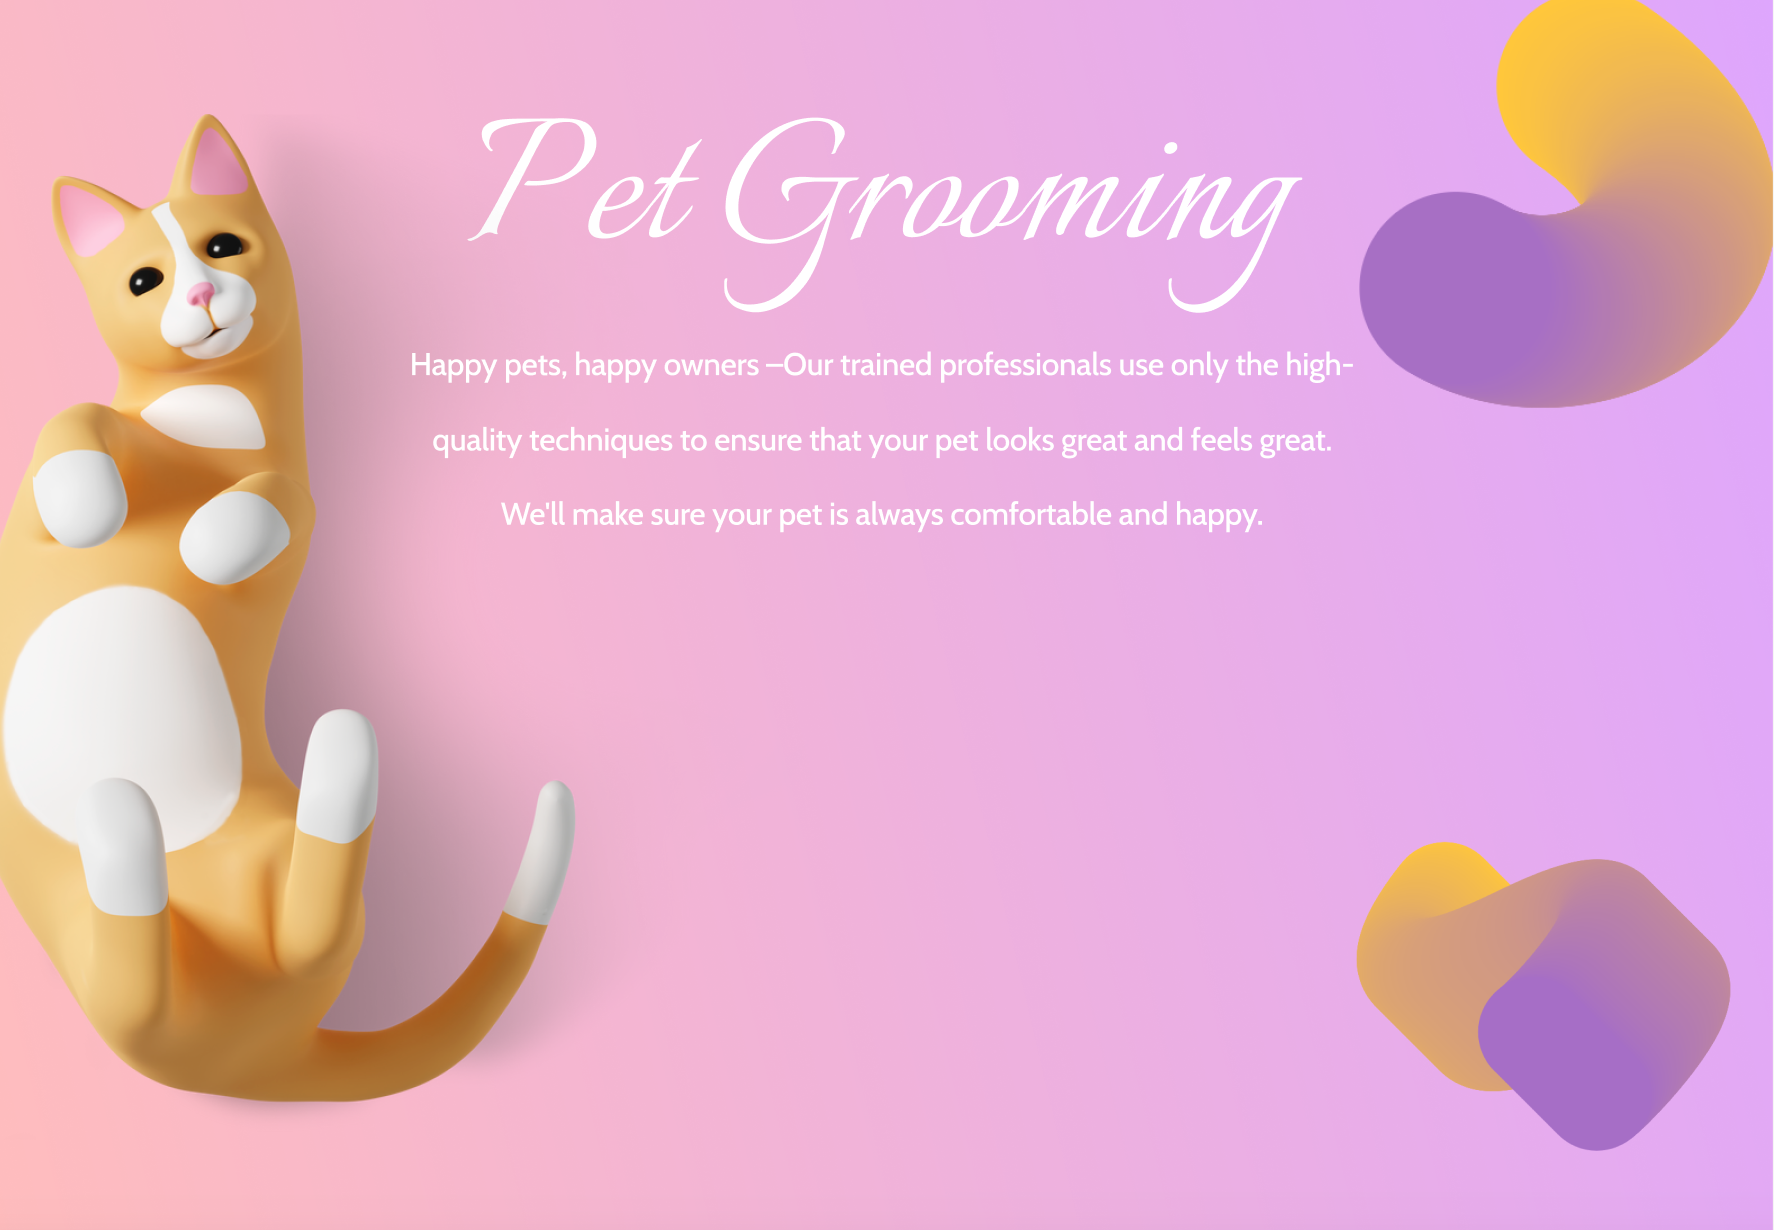 Pet Grooming
Happy pets, happy owners –Our trained professionals use only the high-
quality techniques to ensure that your pet looks great and feels great.
We'll make sure your pet is always comfortable and happy.